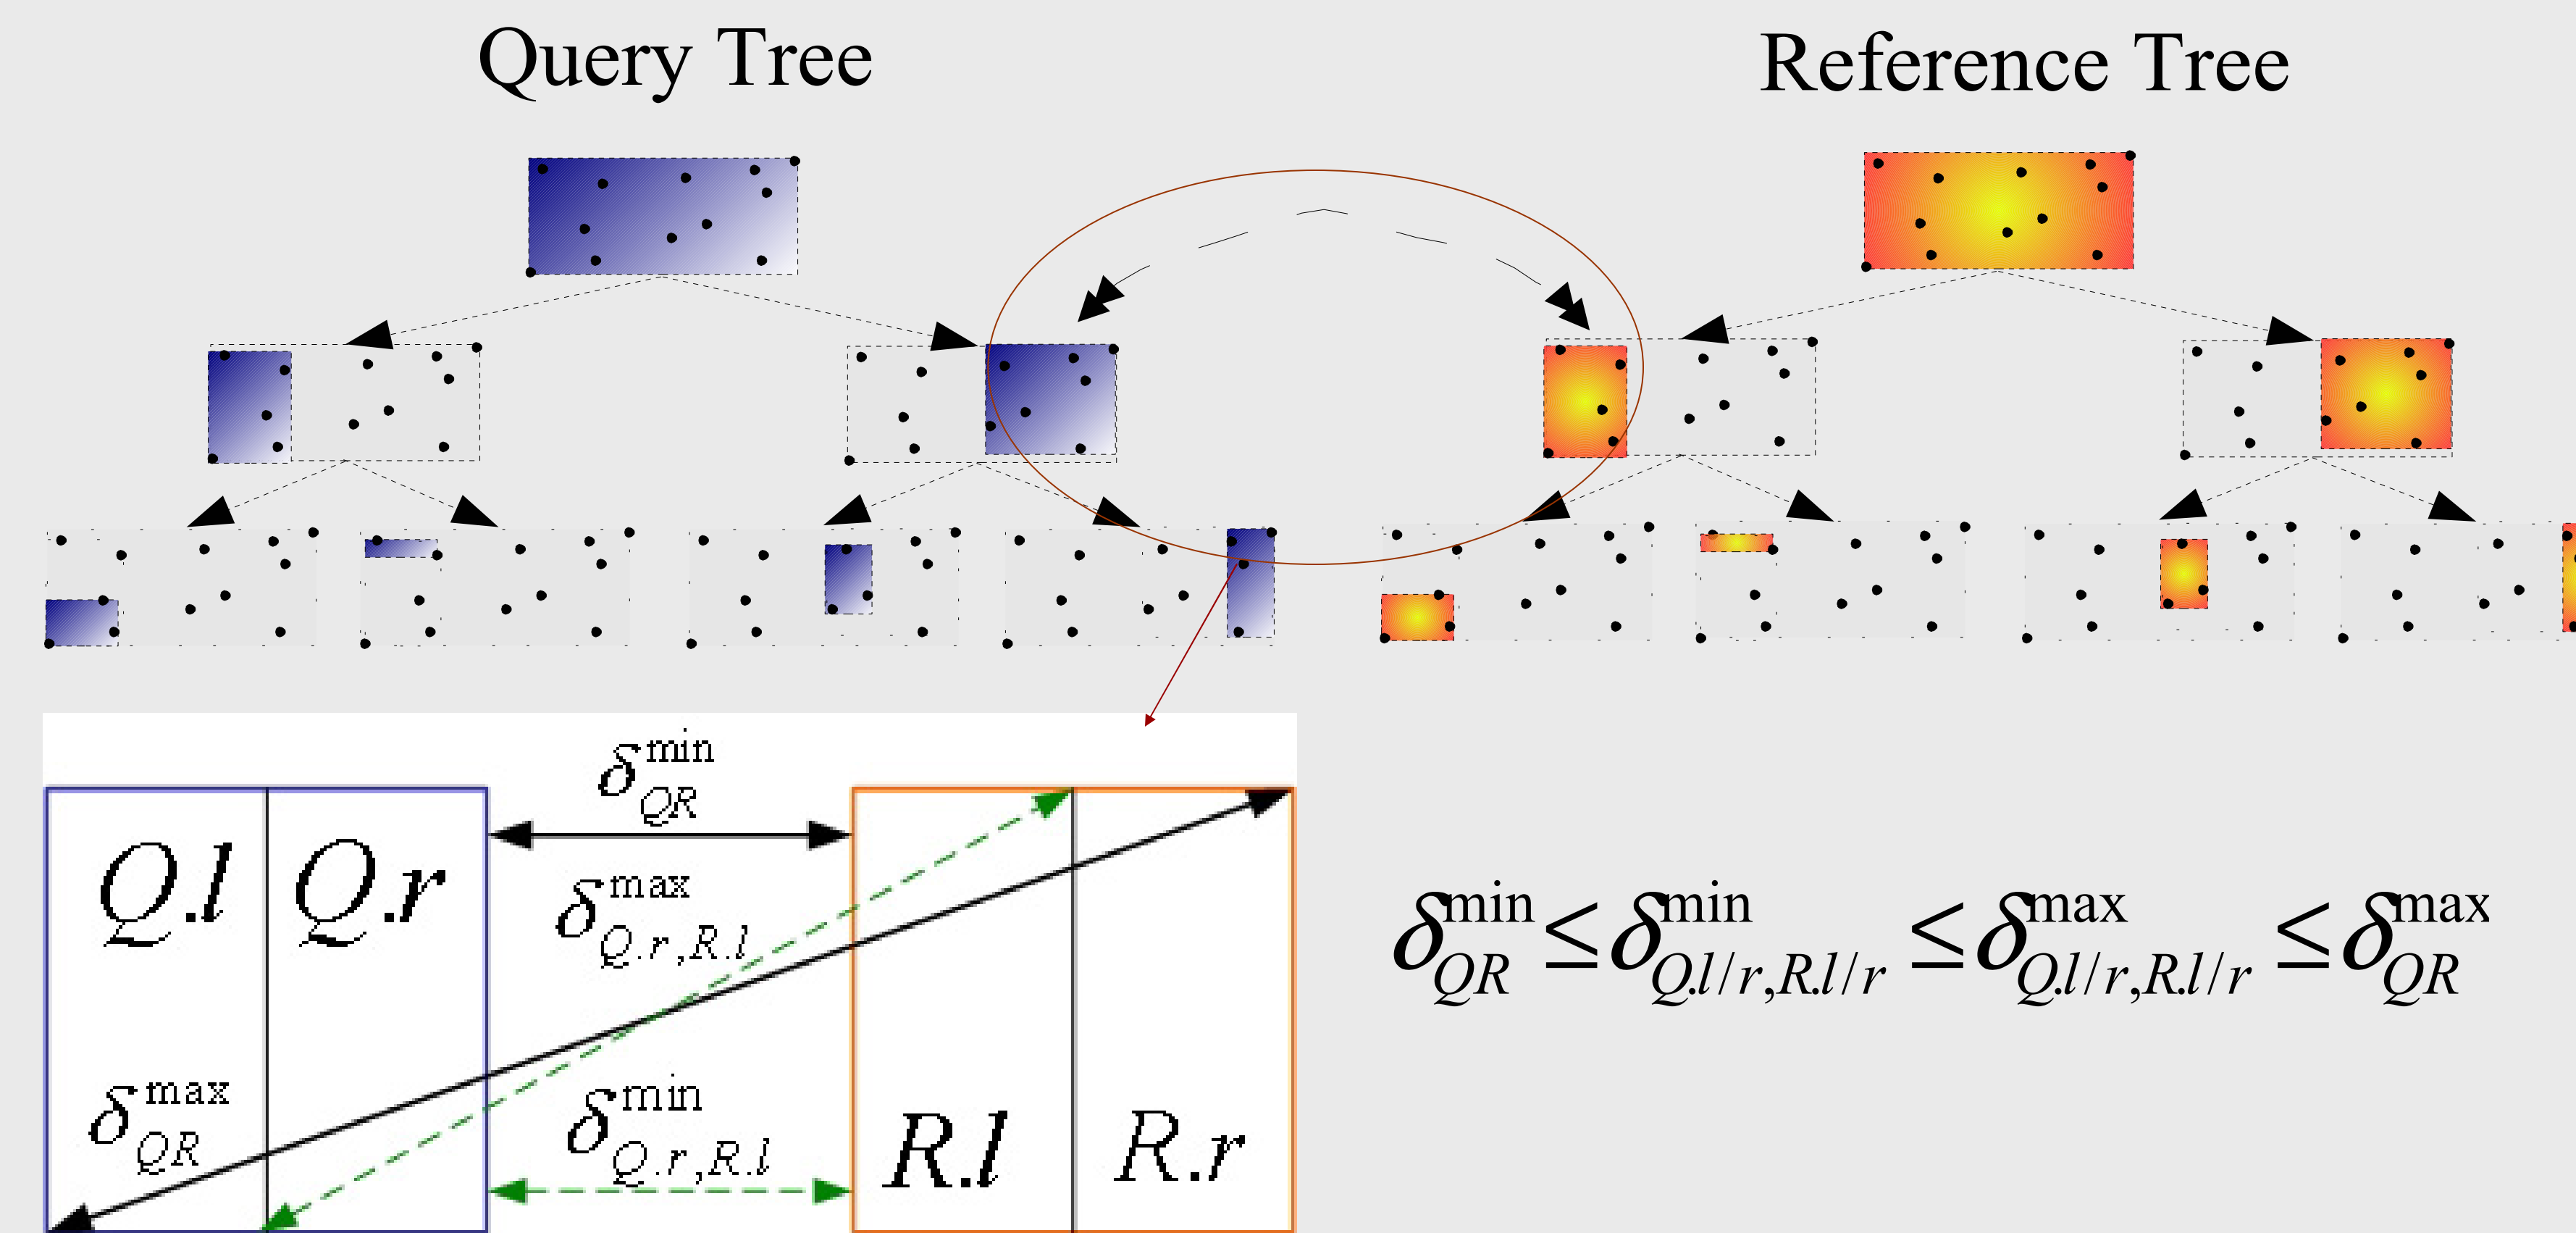 Query Tree
Reference Tree
δ^min_QR
Q.l Q.r
δ^max_Q.r,R.l
δ^max_QR
δ^min_Q.r,R.l
R.l R.r
δ^min_QR ≤ δ^min_Q.l/r,R.l/r ≤ δ^max_Q.l/r,R.l/r ≤ δ^max_QR